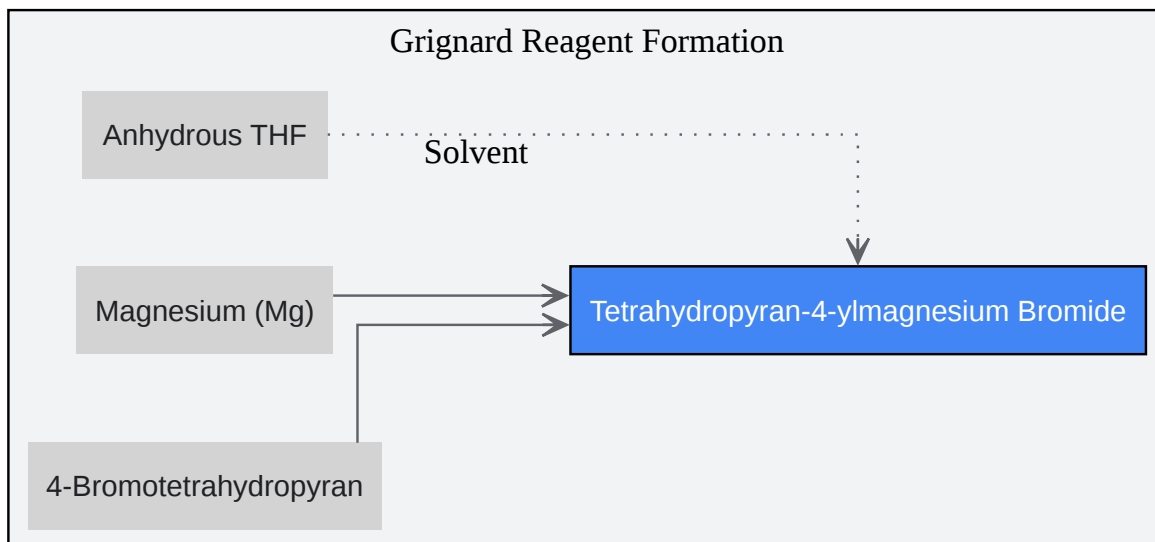 Grignard Reagent Formation
Anhydrous THF
Solvent
Magnesium (Mg)
Tetrahydropyran-4-ylmagnesium Bromide
4-Bromotetrahydropyran